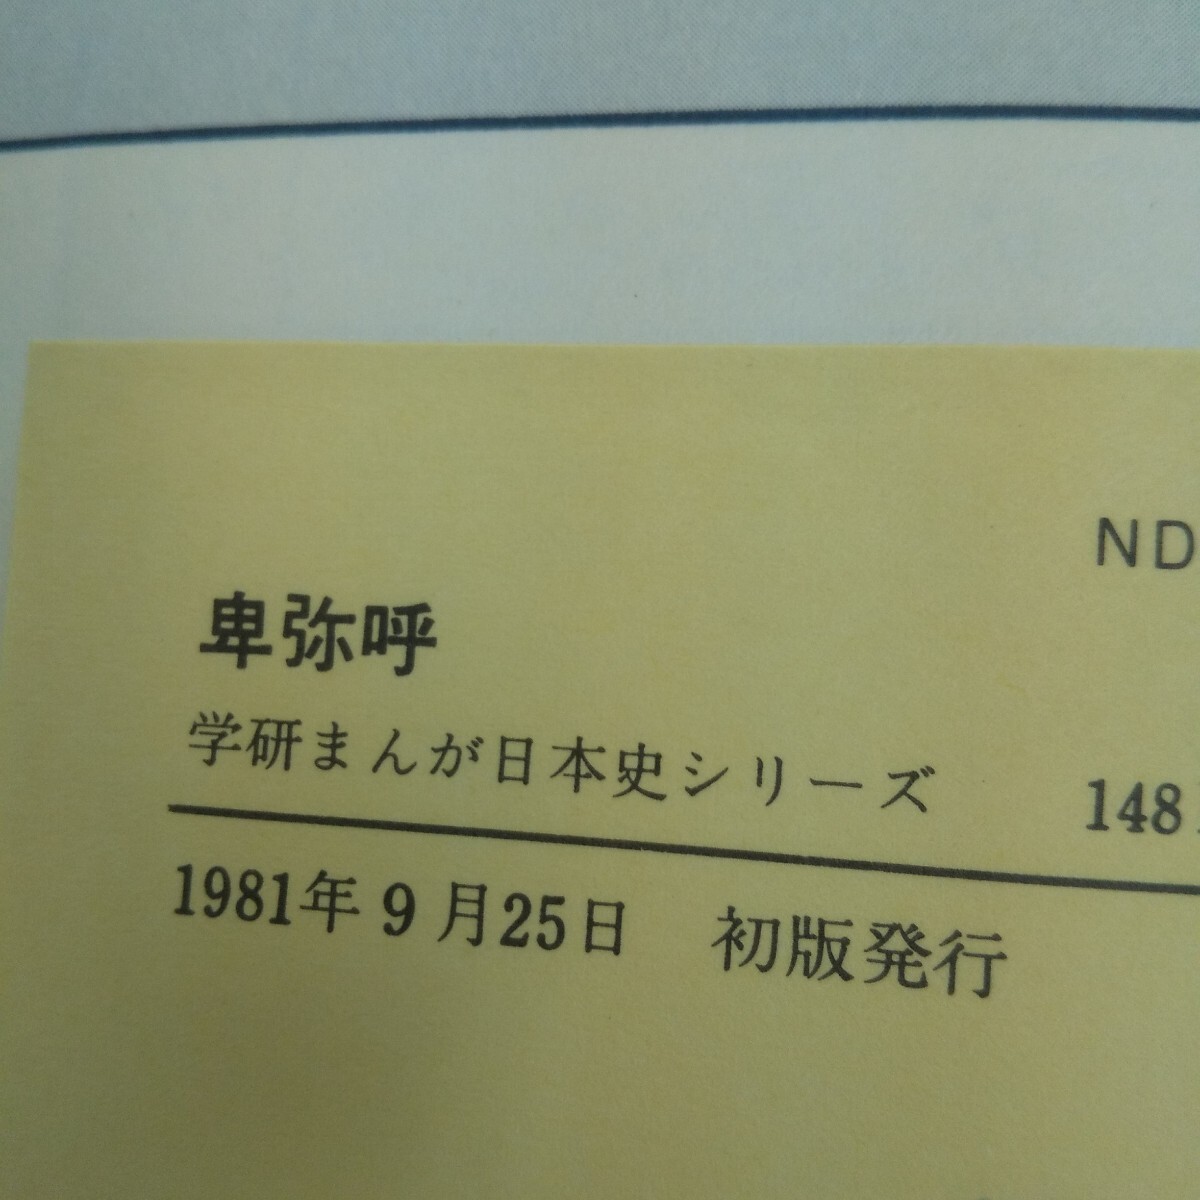 ND
卑弥呼
学研まんが日本史シリーズ 148
1981年9月25日 初版発行